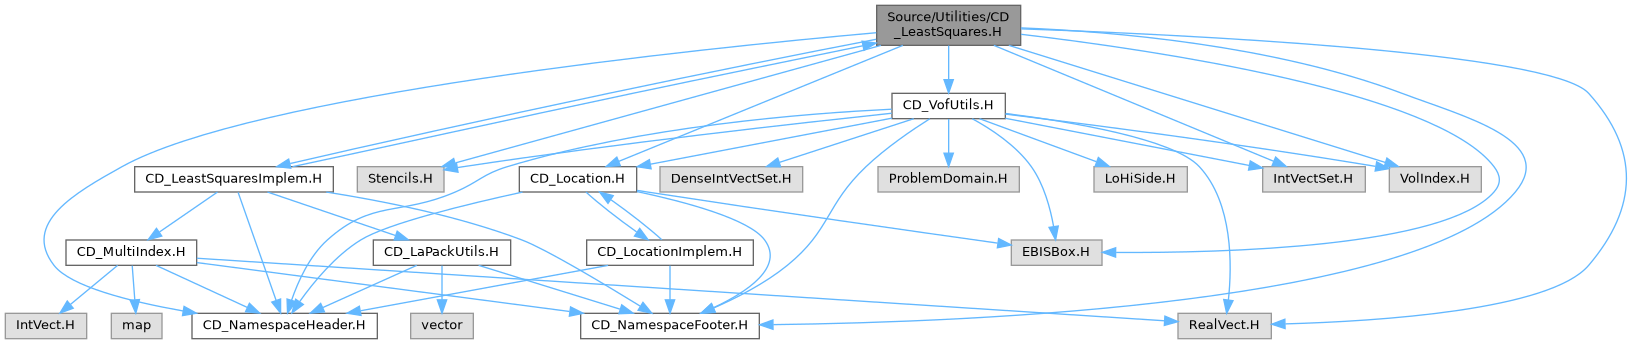 Source/Utilities/CD
_LeastSquares.H
CD_VofUtils.H
CD_LeastSquaresImplem.H
Stencils.H
CD_Location.H
DenseIntVectSet.H
ProblemDomain.H
LoHiSide.H
IntVectSet.H
VolIndex.H
CD_MultiIndex.H
CD_LaPackUtils.H
CD_LocationImplem.H
EBISBox.H
IntVect.H
map
CD_NamespaceHeader.H
vector
CD_NamespaceFooter.H
RealVect.H